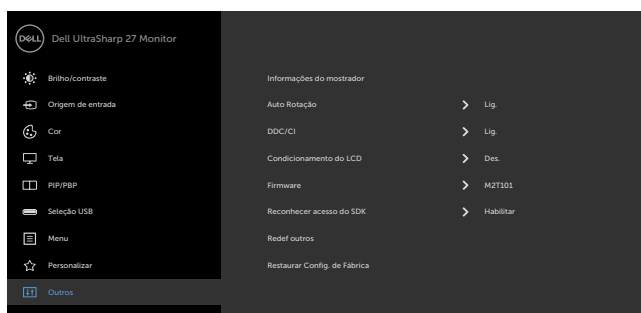 DELL Dell UltraSharp 27 Monitor
Brilho/contraste
Origem de entrada
Cor
Tela
PIP/PBP
Seleção USB
Menu
Personalizar
Outros
Informações do mostrador
Auto Rotação Lig.
DDC/CI Lig.
Condicionamento do LCD Des.
Firmware M2T101
Reconhecer acesso do SDK Habilitar
Redef outros
Restaurar Config. de Fábrica